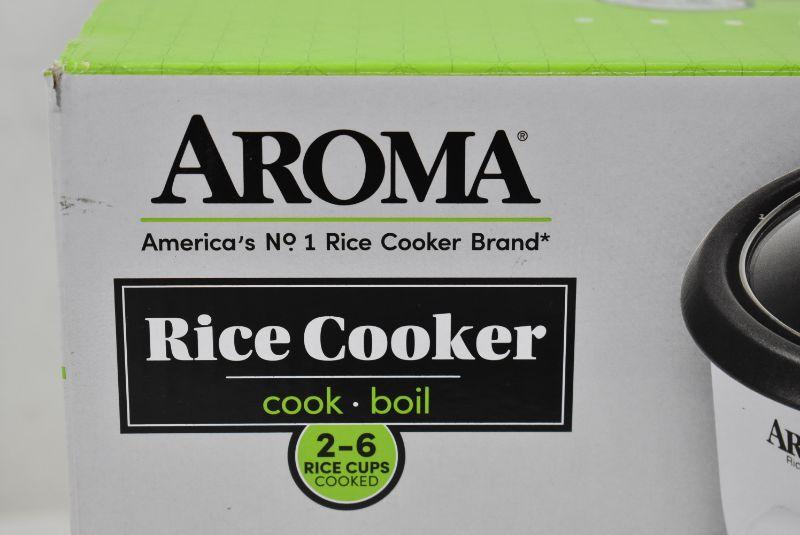 AROMA®
America's Nº 1 Rice Cooker Brand*
Rice Cooker
cook · boil
2-6
RICE CUPS
COOKED